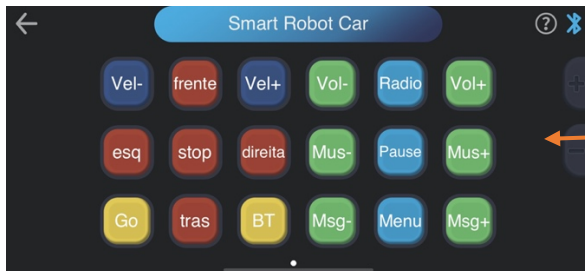 Smart Robot Car ?
Vel- frente Vel+ Vol- Radio Vol+ +
esq stop direita Mus- Pause Mus+ -
Go tras BT Msg- Menu Msg+